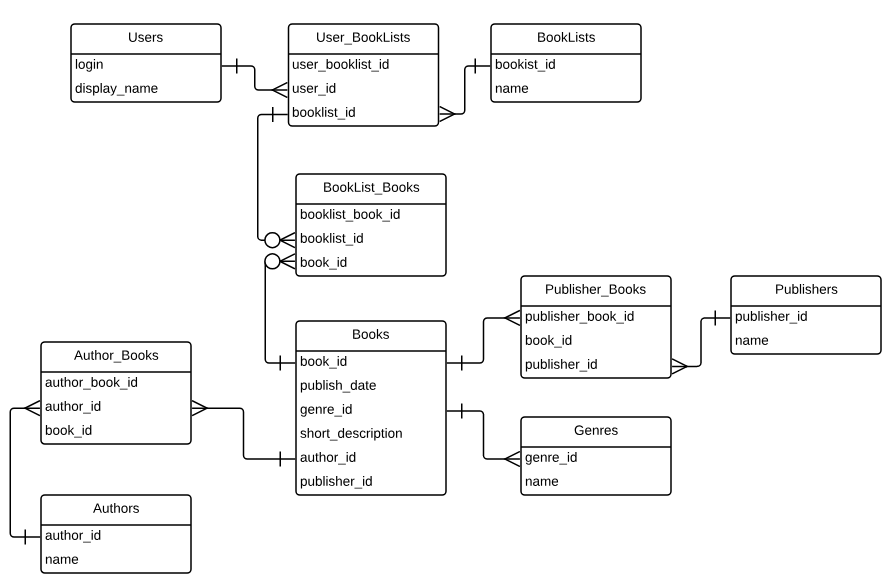 Users
login
display_name
User_BookLists
user_booklist_id
user_id
booklist_id
BookLists
bookist_id
name
BookList_Books
booklist_book_id
booklist_id
book_id
Publisher_Books
publisher_book_id
book_id
publisher_id
Publishers
publisher_id
name
Books
book_id
publish_date
genre_id
short_description
author_id
publisher_id
Author_Books
author_book_id
author_id
book_id
Genres
genre_id
name
Authors
author_id
name